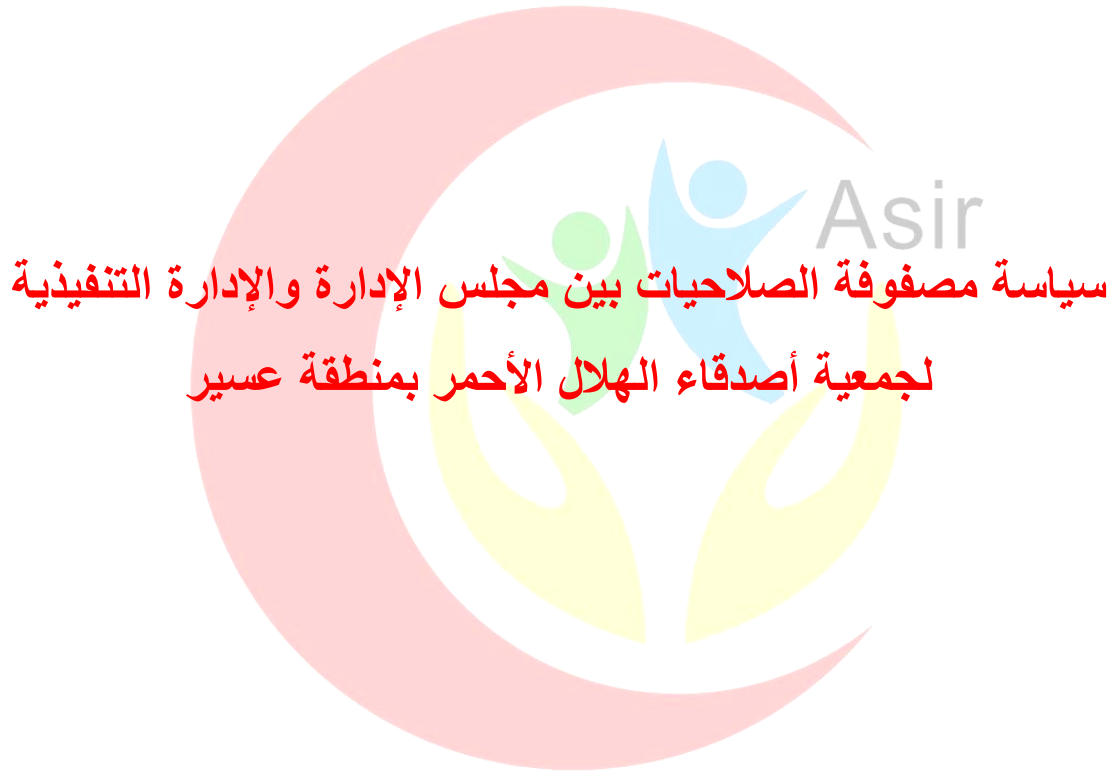 Asir
سياسة مصفوفة الصلاحيات بين مجلس الإدارة والإدارة التنفيذية
لجمعية أصدقاء الهلال الأحمر بمنطقة عسير